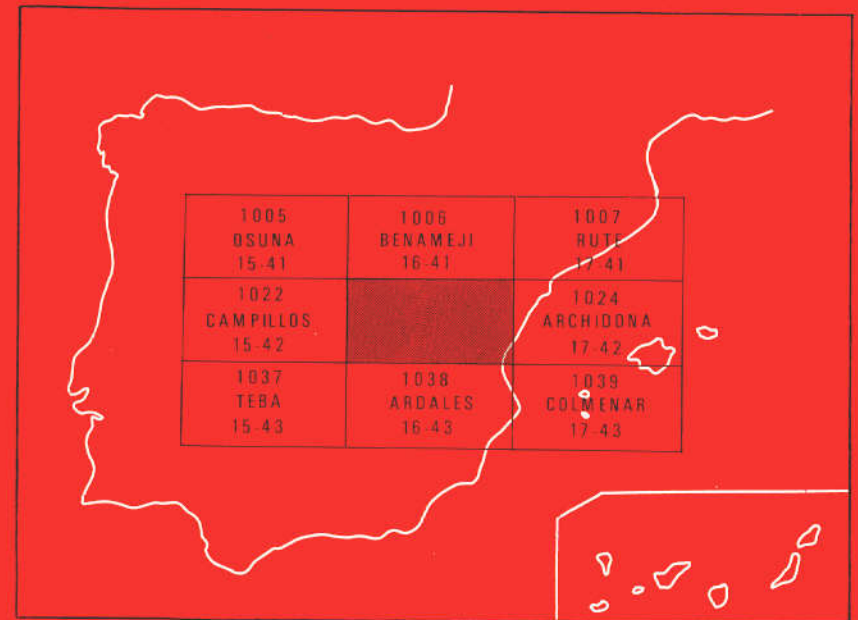 1005
OSUNA
15-41
1006
BENAMEJI
16-41
1007
RUTE
17-41
1022
CAMPILLOS
15-42
1024
ARCHIDONA
17-42
1037
TEBA
15-43
1038
ARDALES
16-43
1039
COLMENAR
17-43